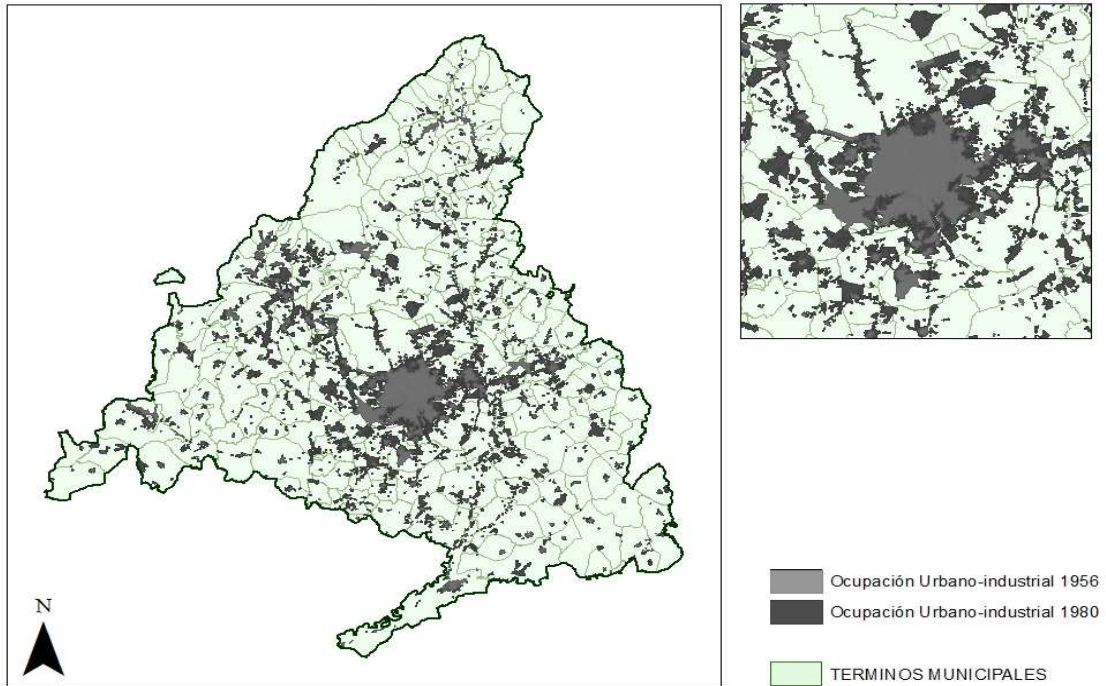 N
Ocupación Urbano-industrial 1956
Ocupación Urbano-industrial 1980
TERMINOS MUNICIPALES